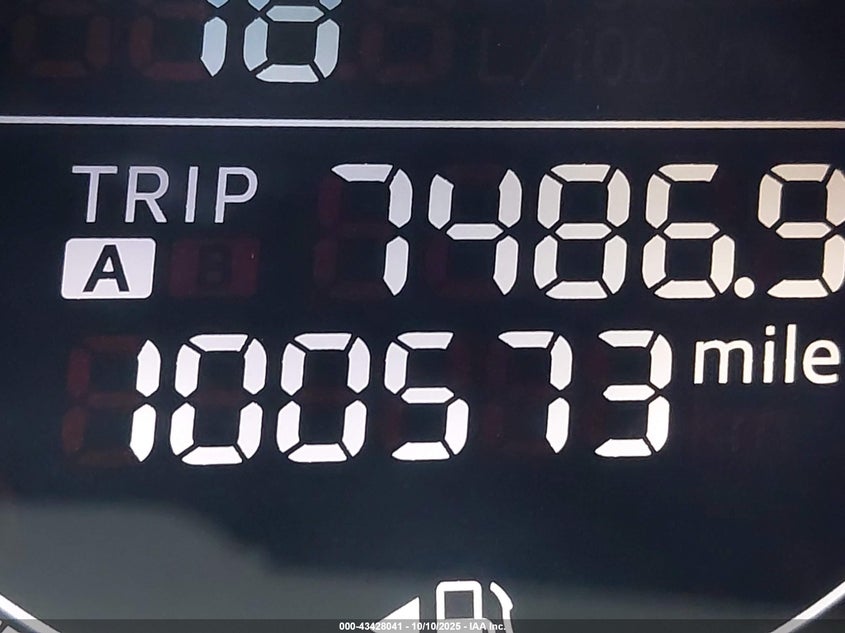 18
TRIP 7486.9
A
100573 mile
000-43428041 - 10/10/2025 - IAA Inc.